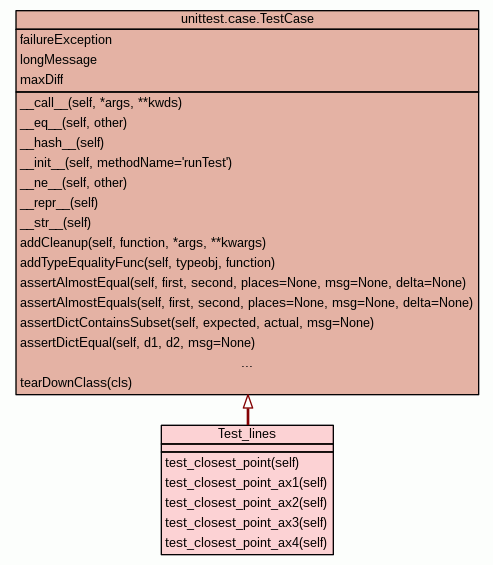 unittest.case.TestCase
failureException
longMessage
maxDiff
__call__(self, *args, **kwds)
__eq__(self, other)
__hash__(self)
__init__(self, methodName='runTest')
__ne__(self, other)
__repr__(self)
__str__(self)
addCleanup(self, function, *args, **kwargs)
addTypeEqualityFunc(self, typeobj, function)
assertAlmostEqual(self, first, second, places=None, msg=None, delta=None)
assertAlmostEquals(self, first, second, places=None, msg=None, delta=None)
assertDictContainsSubset(self, expected, actual, msg=None)
assertDictEqual(self, d1, d2, msg=None)
...
tearDownClass(cls)
Test_lines
test_closest_point(self)
test_closest_point_ax1(self)
test_closest_point_ax2(self)
test_closest_point_ax3(self)
test_closest_point_ax4(self)